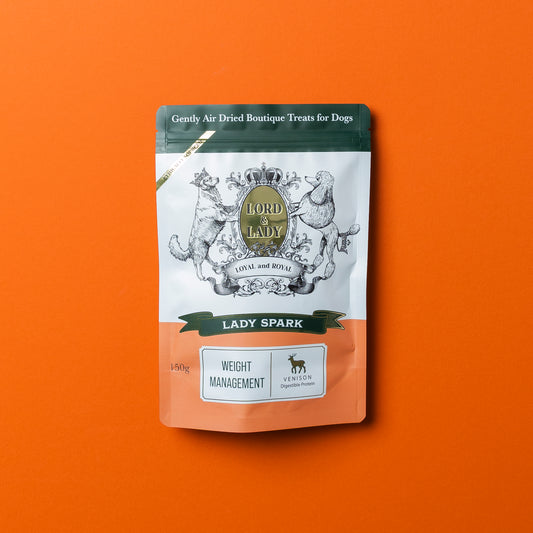 Gently Air Dried Boutique Treats for Dogs
LORD
&
LADY
LOYAL and ROYAL
LADY SPARK
150g
WEIGHT
MANAGEMENT
VENISON
Digestible Protein